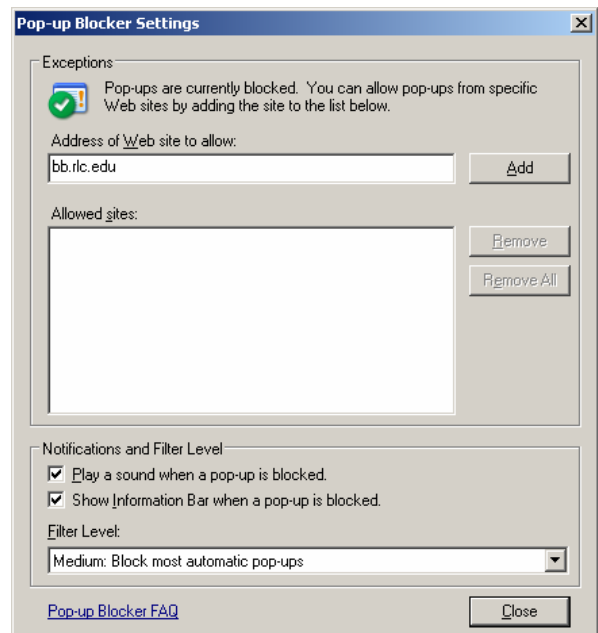 Pop-up Blocker Settings
Exceptions
Pop-ups are currently blocked. You can allow pop-ups from specific
Web sites by adding the site to the list below.
Address of Web site to allow:
bb.rlc.edu
Add
Allowed sites:
Remove
Remove All
Notifications and Filter Level
Play a sound when a pop-up is blocked.
Show Information Bar when a pop-up is blocked.
Filter Level:
Medium: Block most automatic pop-ups
Pop-up Blocker FAQ
Close